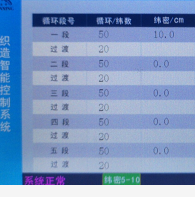 循环段号 循环/纬数 纬密/cm
一 段 50 10.0
过 渡 20
二 段 50 0.0
过 渡 20
三 段 50 0.0
过 渡 20
四 段 50 0.0
过 渡 20
五 段 50 0.0
过 渡 20
织造智能控制系统
系统正常 纬密5-10